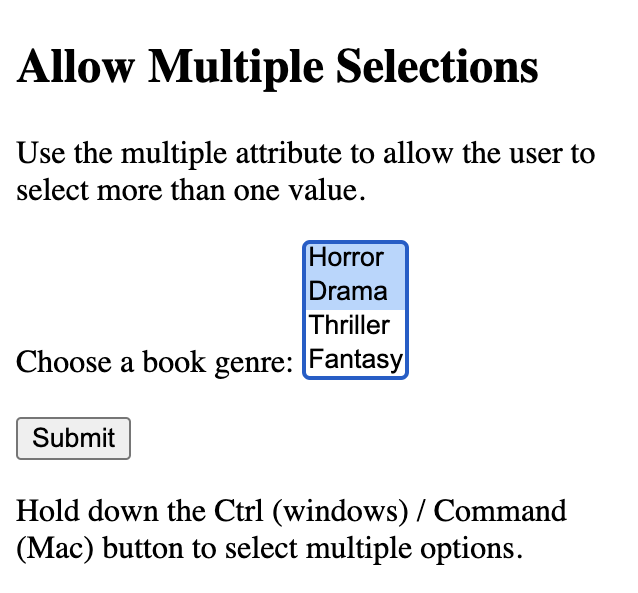 Allow Multiple Selections
Use the multiple attribute to allow the user to
select more than one value.
Horror
Drama
Thriller
Choose a book genre: Fantasy
Submit
Hold down the Ctrl (windows) / Command
(Mac) button to select multiple options.